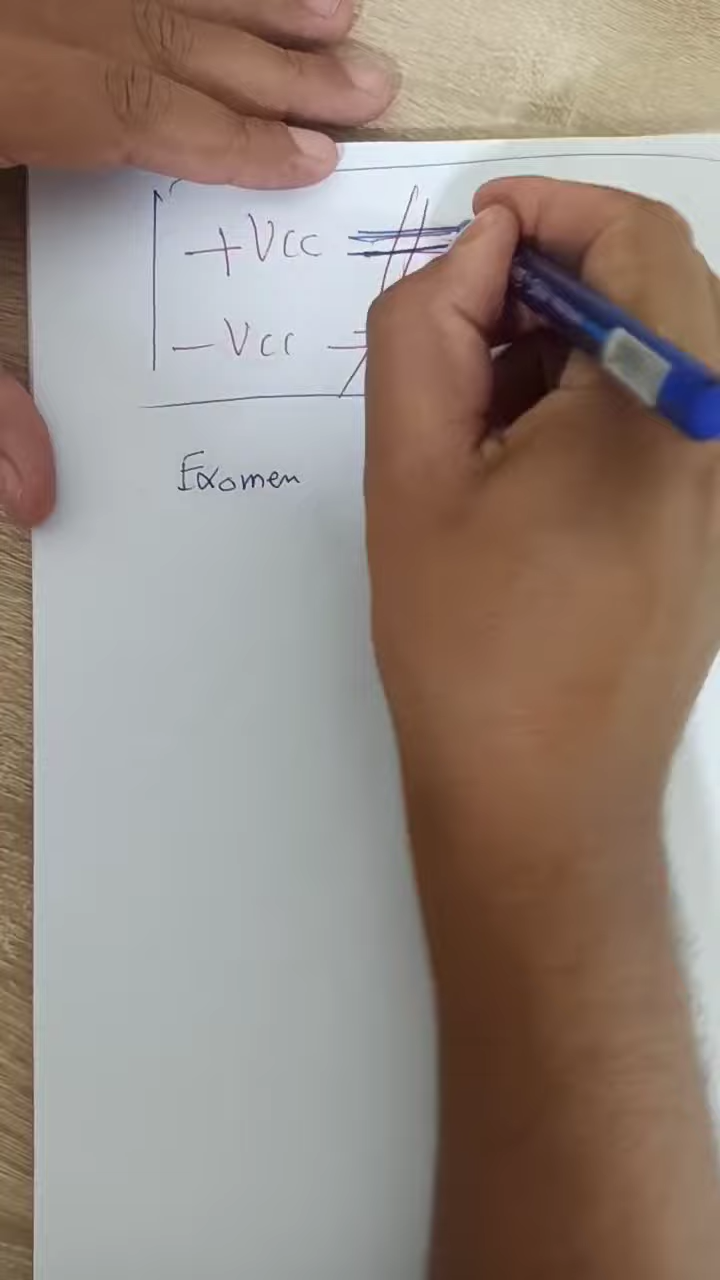 +Vcc =
-Vcc =
Examen